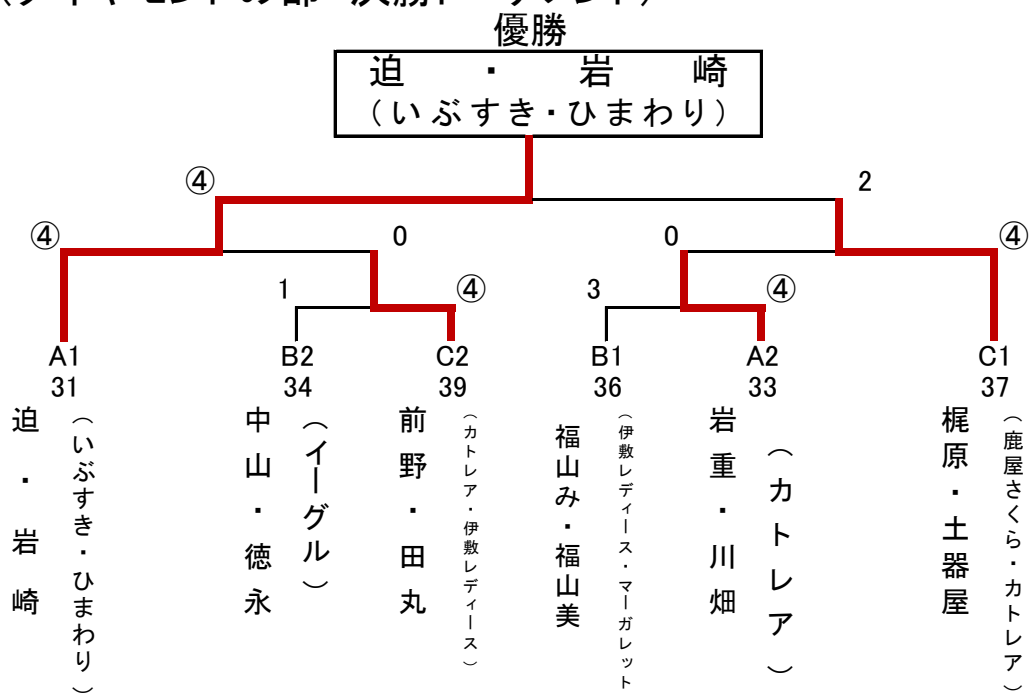 優勝
迫・岩崎
（いぶすき・ひまわり）
④
2
④
0
0
④
1
④
3
④
A1
B2
C2
B1
A2
C1
31
34
39
36
33
37
迫・岩崎
（いぶすき・ひまわり）
中山・徳永
（イーグル）
前野・田丸
（カトレア・伊敷レディース）
福山み・福山美
（伊敷レディース・マーガレット
岩重・川畑
（カトレア）
梶原・土器屋
（鹿屋さくら・カトレア）